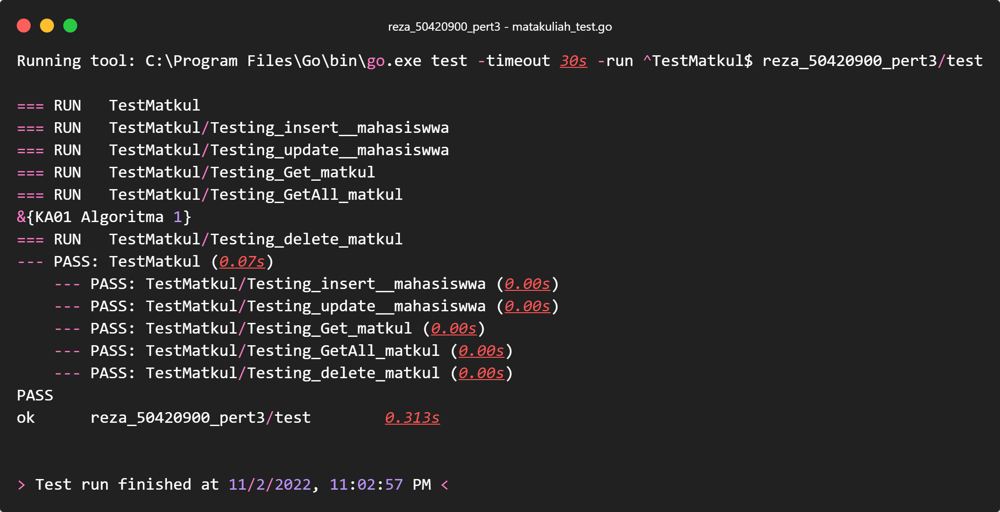 reza_50420900_pert3 - matakuliah_test.go
Running tool: C:\Program Files\Go\bin\go.exe test -timeout 30s -run ^TestMatkul$ reza_50420900_pert3/test
=== RUN   TestMatkul
=== RUN   TestMatkul/Testing_insert__mahasiswwa
=== RUN   TestMatkul/Testing_update__mahasiswwa
=== RUN   TestMatkul/Testing_Get_matkul
=== RUN   TestMatkul/Testing_GetAll_matkul
&{KA01 Algoritma 1}
=== RUN   TestMatkul/Testing_delete_matkul
--- PASS: TestMatkul (0.07s)
    --- PASS: TestMatkul/Testing_insert__mahasiswwa (0.00s)
    --- PASS: TestMatkul/Testing_update__mahasiswwa (0.00s)
    --- PASS: TestMatkul/Testing_Get_matkul (0.00s)
    --- PASS: TestMatkul/Testing_GetAll_matkul (0.00s)
    --- PASS: TestMatkul/Testing_delete_matkul (0.00s)
PASS
ok      reza_50420900_pert3/test        0.313s
> Test run finished at 11/2/2022, 11:02:57 PM <